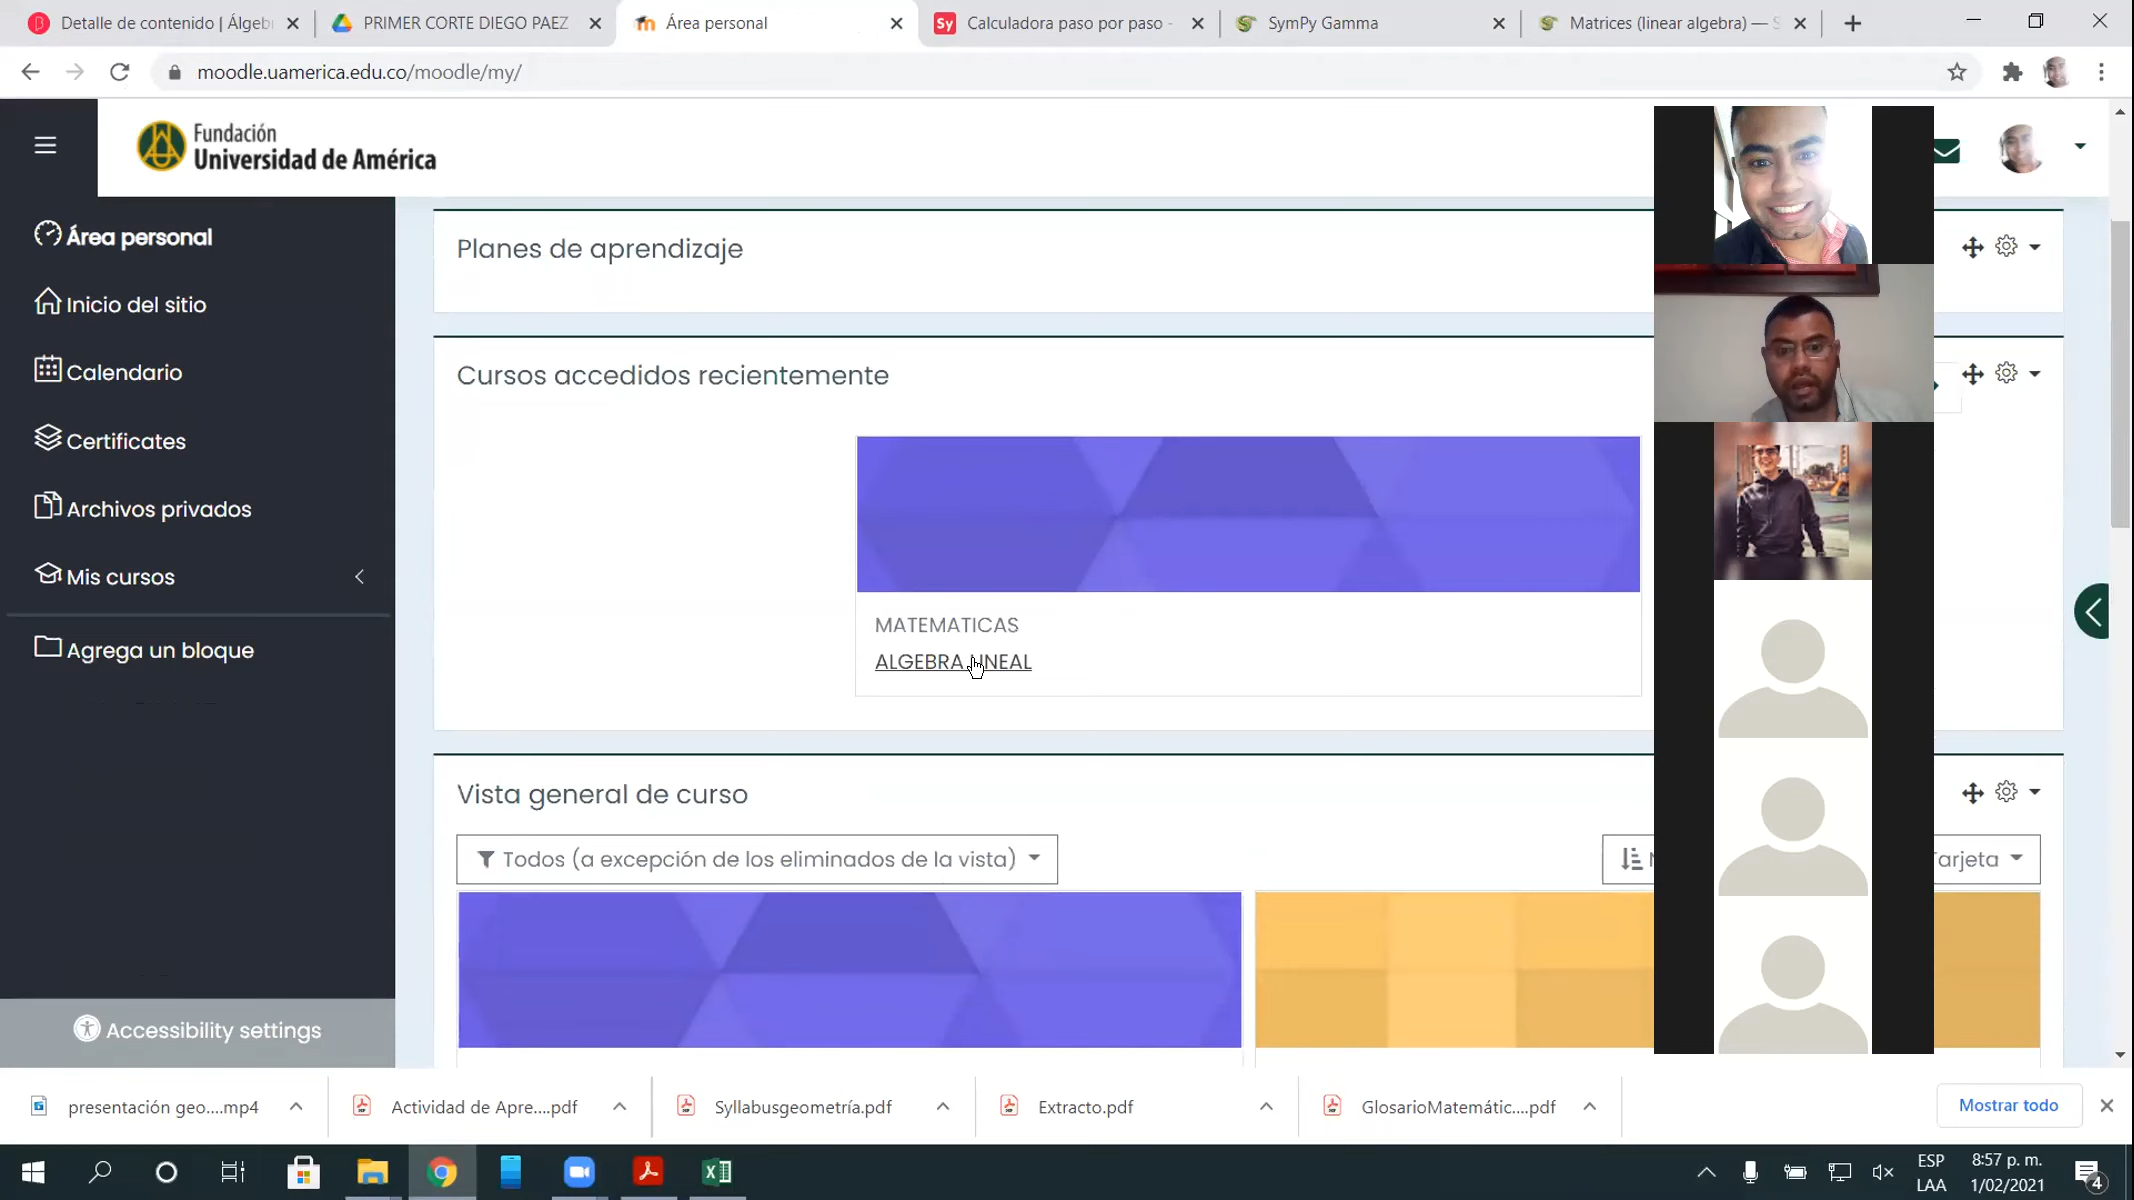 Detalle de contenido | Álgeb
PRIMER CORTE DIEGO PAEZ
Área personal
Calculadora paso por paso -
SymPy Gamma
Matrices (linear algebra) — S
moodle.uamerica.edu.co/moodle/my/
Fundación
Universidad de América
Área personal
Inicio del sitio
Calendario
Certificates
Archivos privados
Mis cursos
Agrega un bloque
Accessibility settings
Planes de aprendizaje
Cursos accedidos recientemente
MATEMATICAS
ALGEBRA LINEAL
Vista general de curso
Todos (a excepción de los eliminados de la vista)
Tarjeta
presentación geo....mp4
Actividad de Apre....pdf
Syllabusgeometría.pdf
Extracto.pdf
GlosarioMatemátic....pdf
Mostrar todo
ESP
LAA
8:57 p. m.
1/02/2021
4